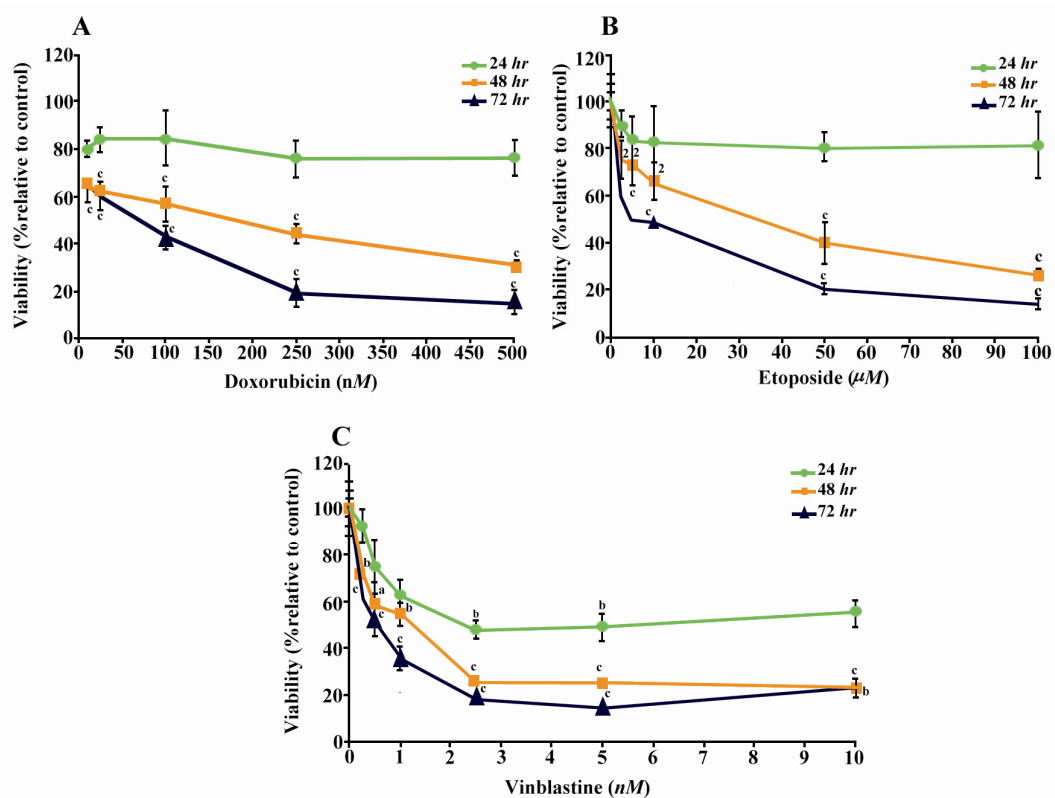 A
120
100
80
60
40
20
0
Viability (%relative to control)
24 hr
48 hr
72 hr
c
c
c
c
c
c
c
c
c
0 50 100 150 200 250 300 350 400 450 500
Doxorubicin (nM)
B
120
100
80
60
40
20
0
Viability (%relative to control)
24 hr
48 hr
72 hr
2
2
2
c
c
c
c
c
c
0 10 20 30 40 50 60 70 80 90 100
Etoposide (μM)
C
120
100
80
60
40
20
0
Viability (%relative to control)
24 hr
48 hr
72 hr
b
c
a
c
b
c
b
c
c
b
c
c
c
b
0 1 2 3 4 5 6 7 8 9 10
Vinblastine (nM)